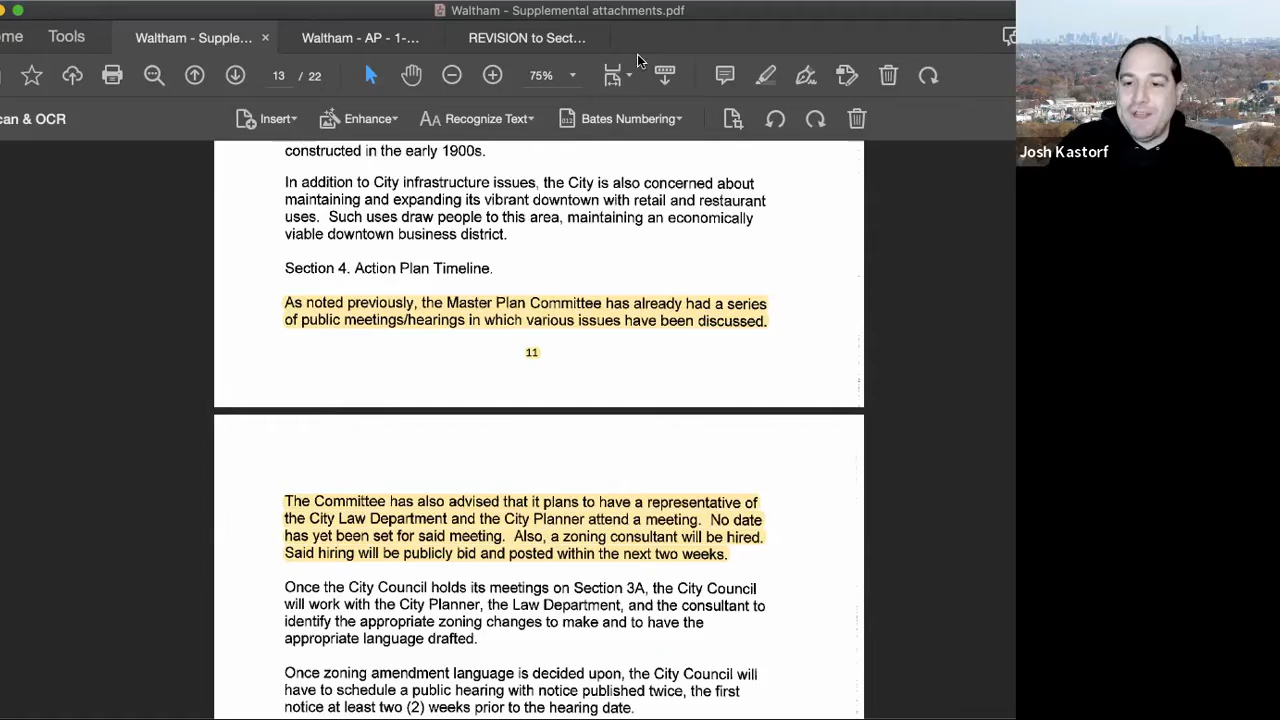 Waltham - Supplemental attachments.pdf
ome
Tools
Waltham - Supple... ×
Waltham - AP - 1-...
REVISION to Sect...
13 / 22
75%
can & OCR
Insert
Enhance
Recognize Text
Bates Numbering
Josh Kastorf
constructed in the early 1900s.
In addition to City infrastructure issues, the City is also concerned about
maintaining and expanding its vibrant downtown with retail and restaurant
uses. Such uses draw people to this area, maintaining an economically
viable downtown business district.
Section 4. Action Plan Timeline.
As noted previously, the Master Plan Committee has already had a series
of public meetings/hearings in which various issues have been discussed.
11
The Committee has also advised that it plans to have a representative of
the City Law Department and the City Planner attend a meeting. No date
has yet been set for said meeting. Also, a zoning consultant will be hired.
Said hiring will be publicly bid and posted within the next two weeks.
Once the City Council holds its meetings on Section 3A, the City Council
will work with the City Planner, the Law Department, and the consultant to
identify the appropriate zoning changes to make and to have the
appropriate language drafted.
Once zoning amendment language is decided upon, the City Council will
have to schedule a public hearing with notice published twice, the first
notice at least two (2) weeks prior to the hearing date.